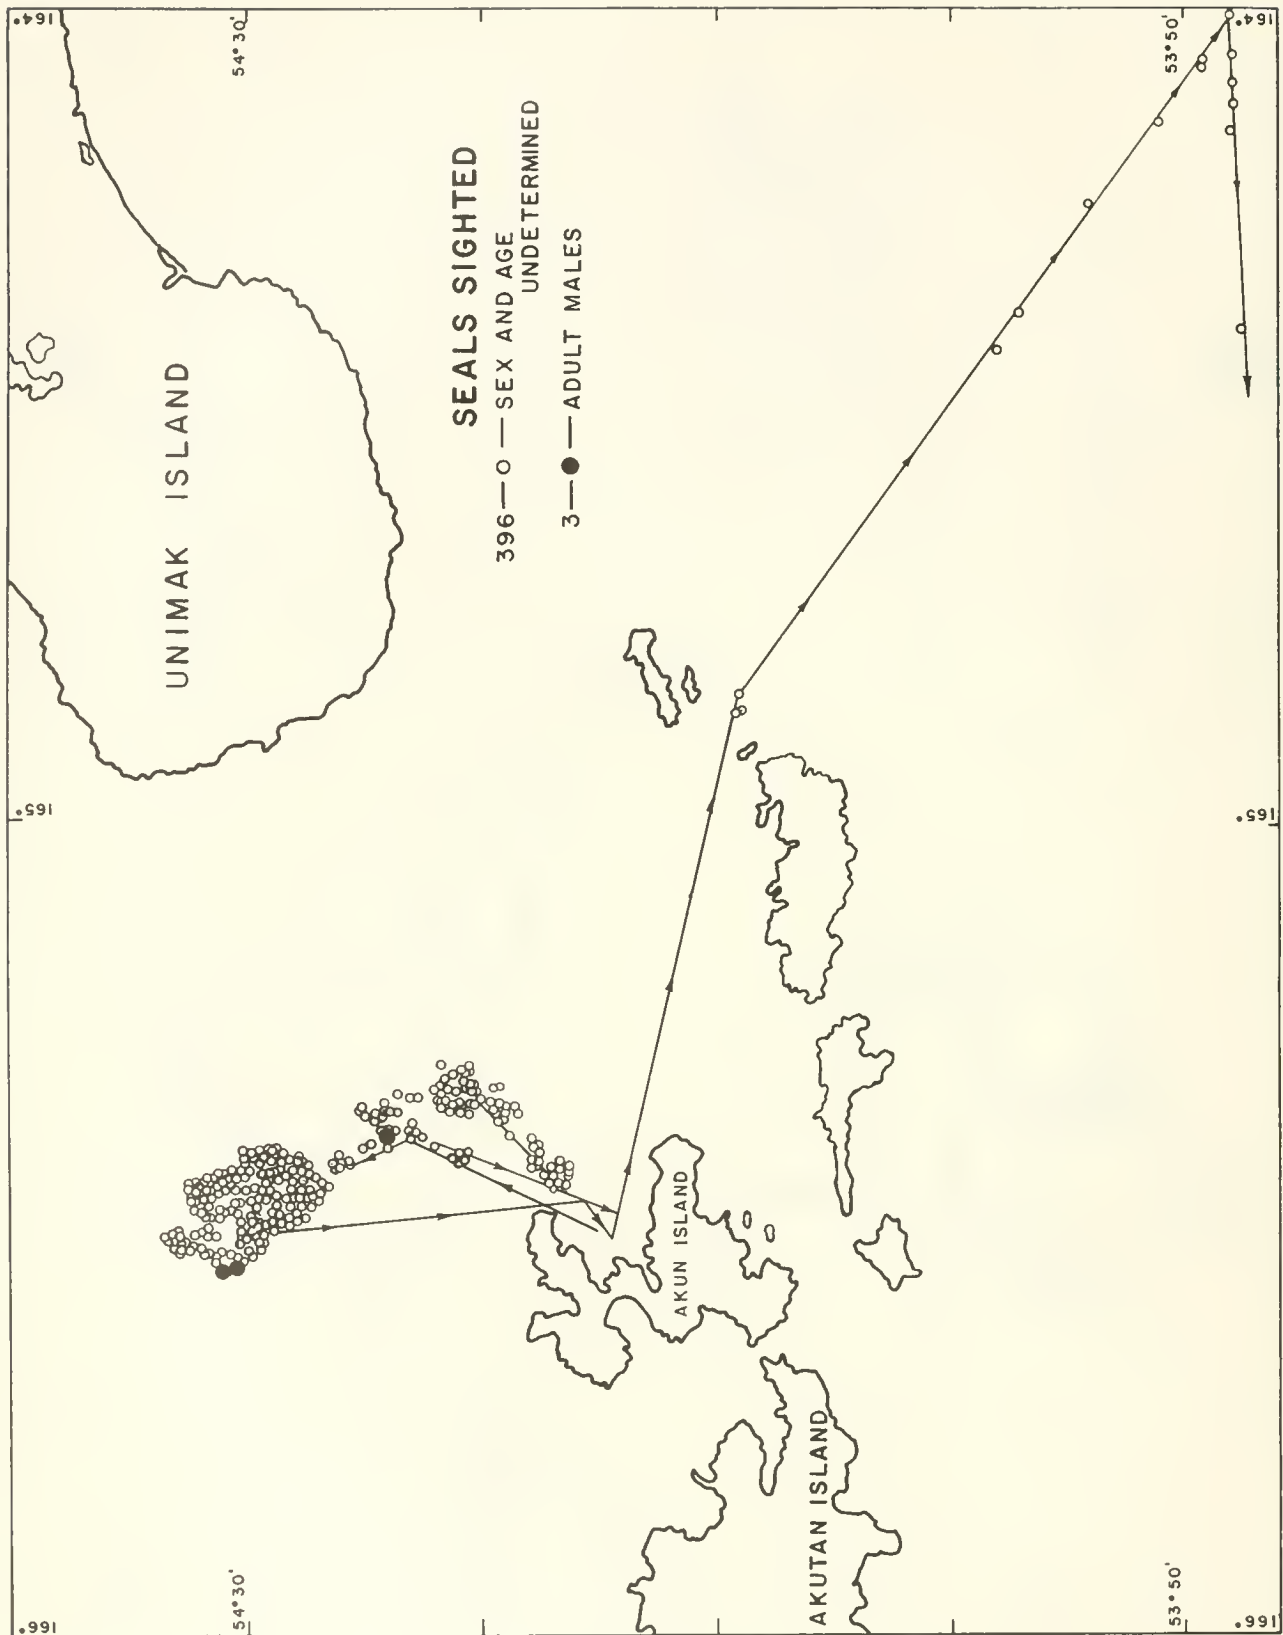 166°
165°
164°
UNIMAK ISLAND
54°30'
54°30'
SEALS SIGHTED
396—○—SEX AND AGE
UNDETERMINED
3—●—ADULT MALES
AKUN ISLAND
AKUTAN ISLAND
53°50'
53°50'
166°
165°
164°